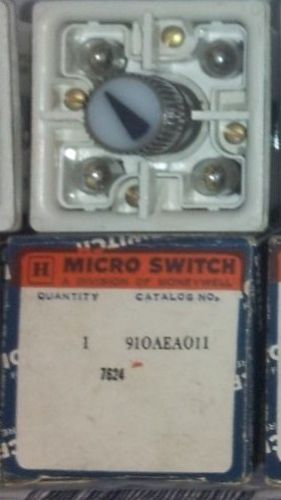 H MICRO SWITCH
A DIVISION OF HONEYWELL
QUANTITY CATALOG NO.
1 910AEA011
7624